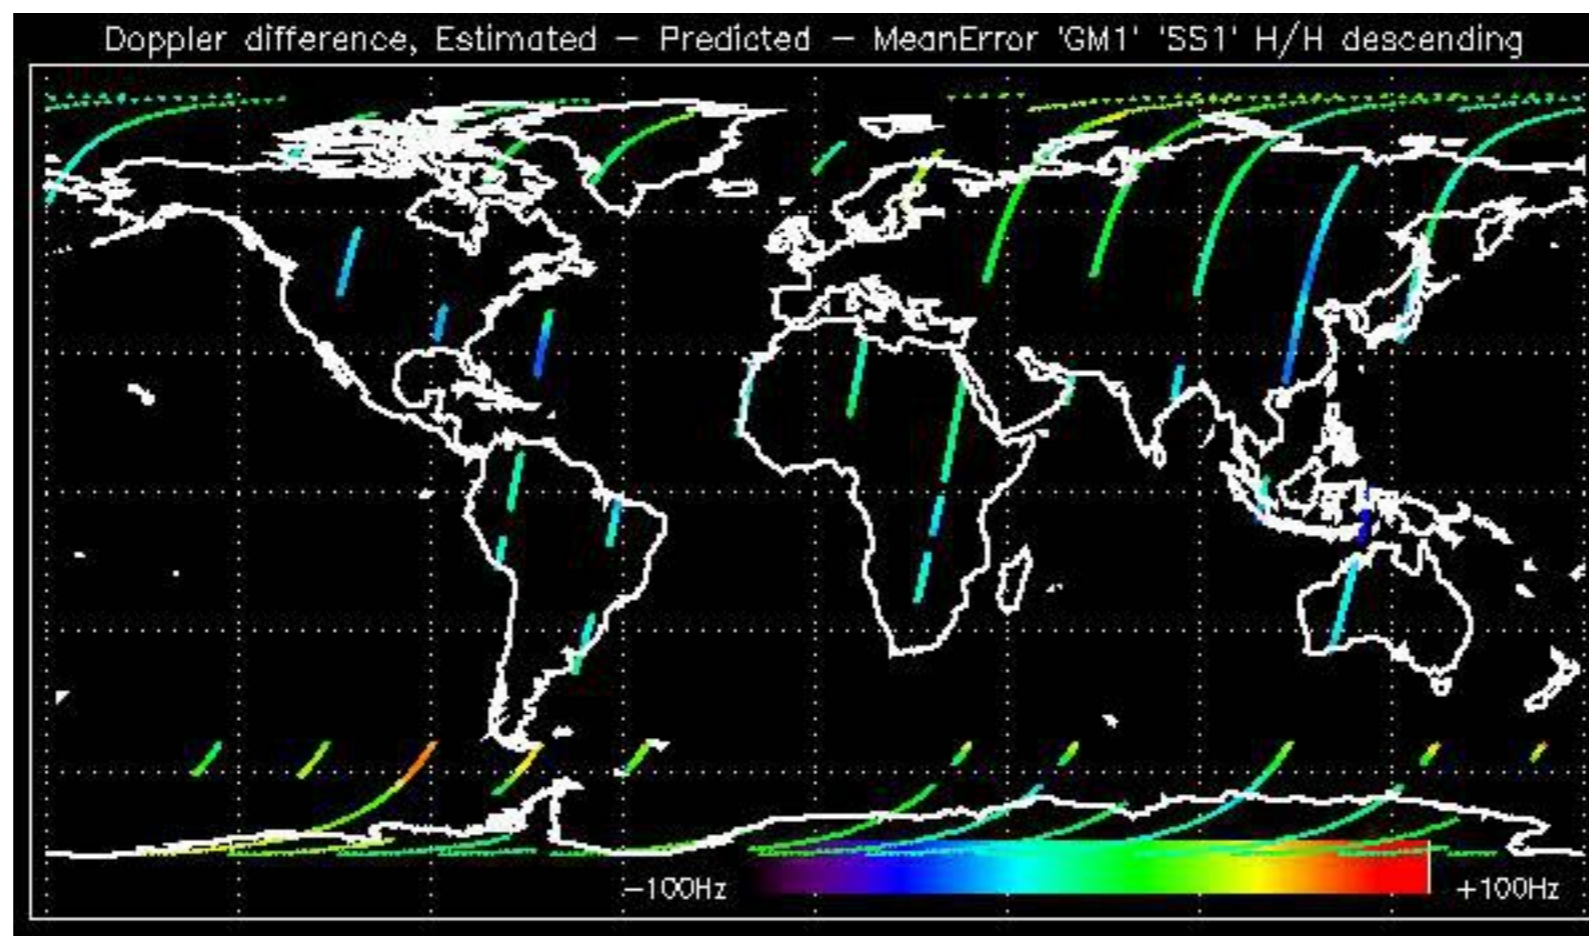 Doppler difference, Estimated – Predicted – MeanError 'GM1' 'SS1' H/H descending
–100Hz
+100Hz